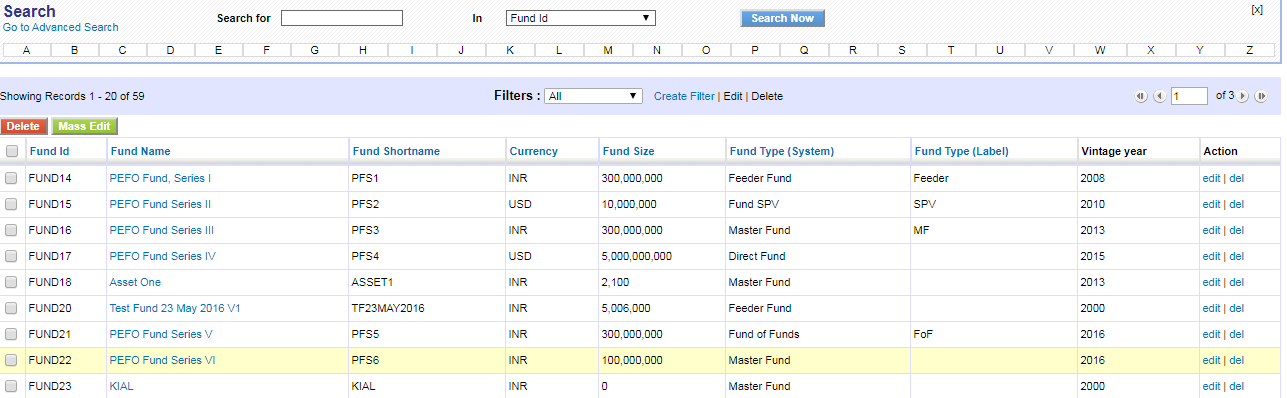 Search
Go to Advanced Search
Search for In Fund Id Search Now [x]
A B C D E F G H I J K L M N O P Q R S T U V W X Y Z
Showing Records 1 - 20 of 59 Filters : All Create Filter | Edit | Delete 1 of 3
Delete Mass Edit
Fund Id Fund Name Fund Shortname Currency Fund Size Fund Type (System) Fund Type (Label) Vintage year Action
FUND14 PEFO Fund, Series I PFS1 INR 300,000,000 Feeder Fund Feeder 2008 edit | del
FUND15 PEFO Fund Series II PFS2 USD 10,000,000 Fund SPV SPV 2010 edit | del
FUND16 PEFO Fund Series III PFS3 INR 300,000,000 Master Fund MF 2013 edit | del
FUND17 PEFO Fund Series IV PFS4 USD 5,000,000,000 Direct Fund 2015 edit | del
FUND18 Asset One ASSET1 INR 2,100 Master Fund 2013 edit | del
FUND20 Test Fund 23 May 2016 V1 TF23MAY2016 INR 5,006,000 Feeder Fund 2000 edit | del
FUND21 PEFO Fund Series V PFS5 INR 300,000,000 Fund of Funds FoF 2016 edit | del
FUND22 PEFO Fund Series VI PFS6 INR 100,000,000 Master Fund 2016 edit | del
FUND23 KIAL KIAL INR 0 Master Fund 2000 edit | del